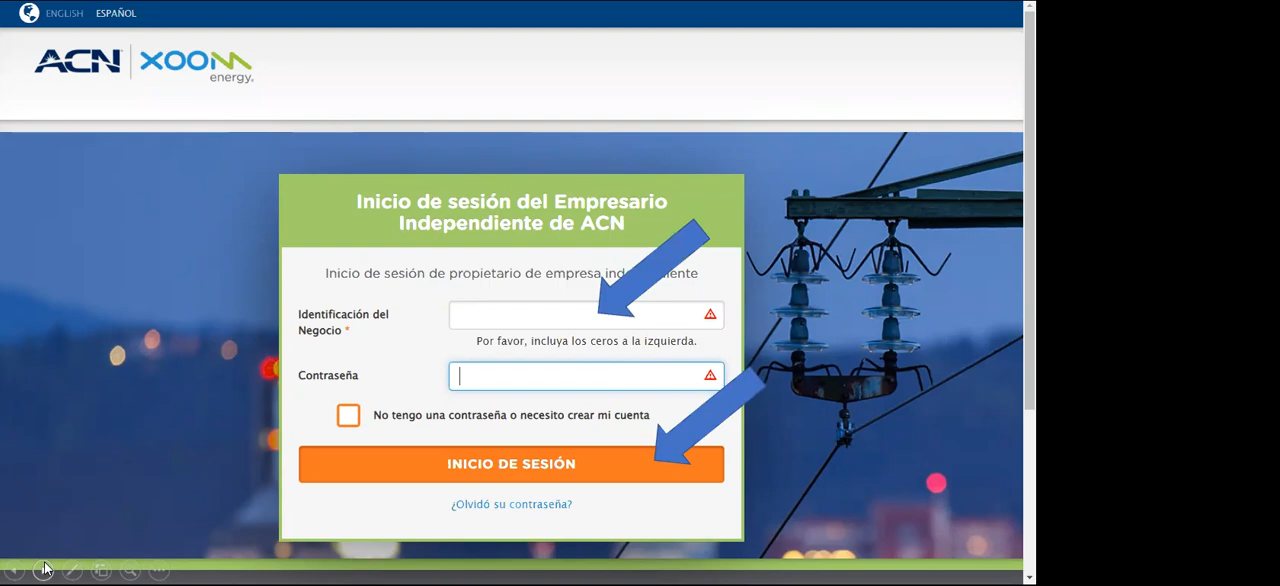 ENGLISH ESPAÑOL
ACN XOOM
energy
Inicio de sesión del Empresario
Independiente de ACN
Inicio de sesión de propietario de empresa independiente
Identificación del
Negocio *
Por favor, incluya los ceros a la izquierda.
Contraseña
No tengo una contraseña o necesito crear mi cuenta
INICIO DE SESIÓN
¿Olvidó su contraseña?